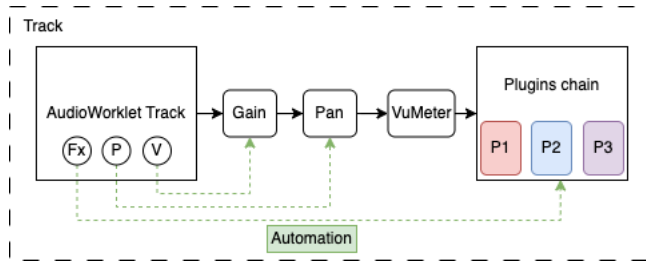 Track
AudioWorklet Track
Gain
Pan
VuMeter
Plugins chain
Fx
P
V
P1
P2
P3
Automation